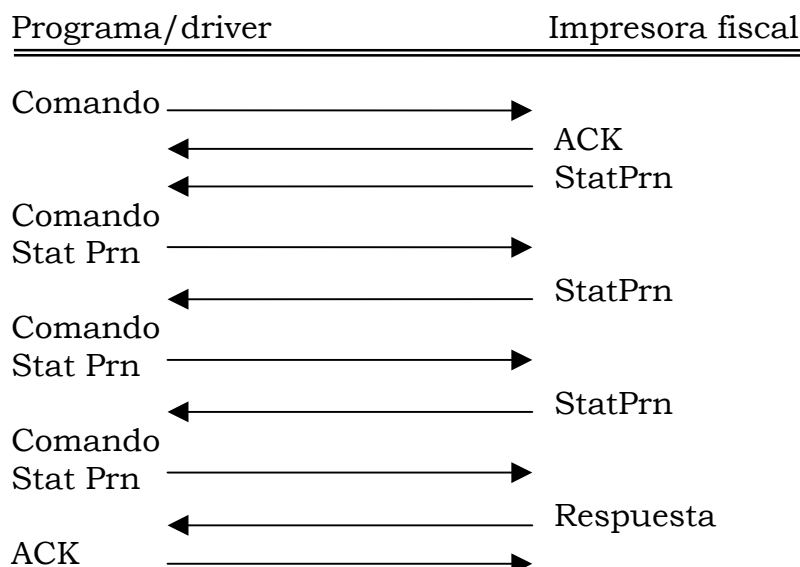 Programa/driver Impresora fiscal
Comando
ACK
StatPrn
Comando
Stat Prn
StatPrn
Comando
Stat Prn
StatPrn
Comando
Stat Prn
Respuesta
ACK